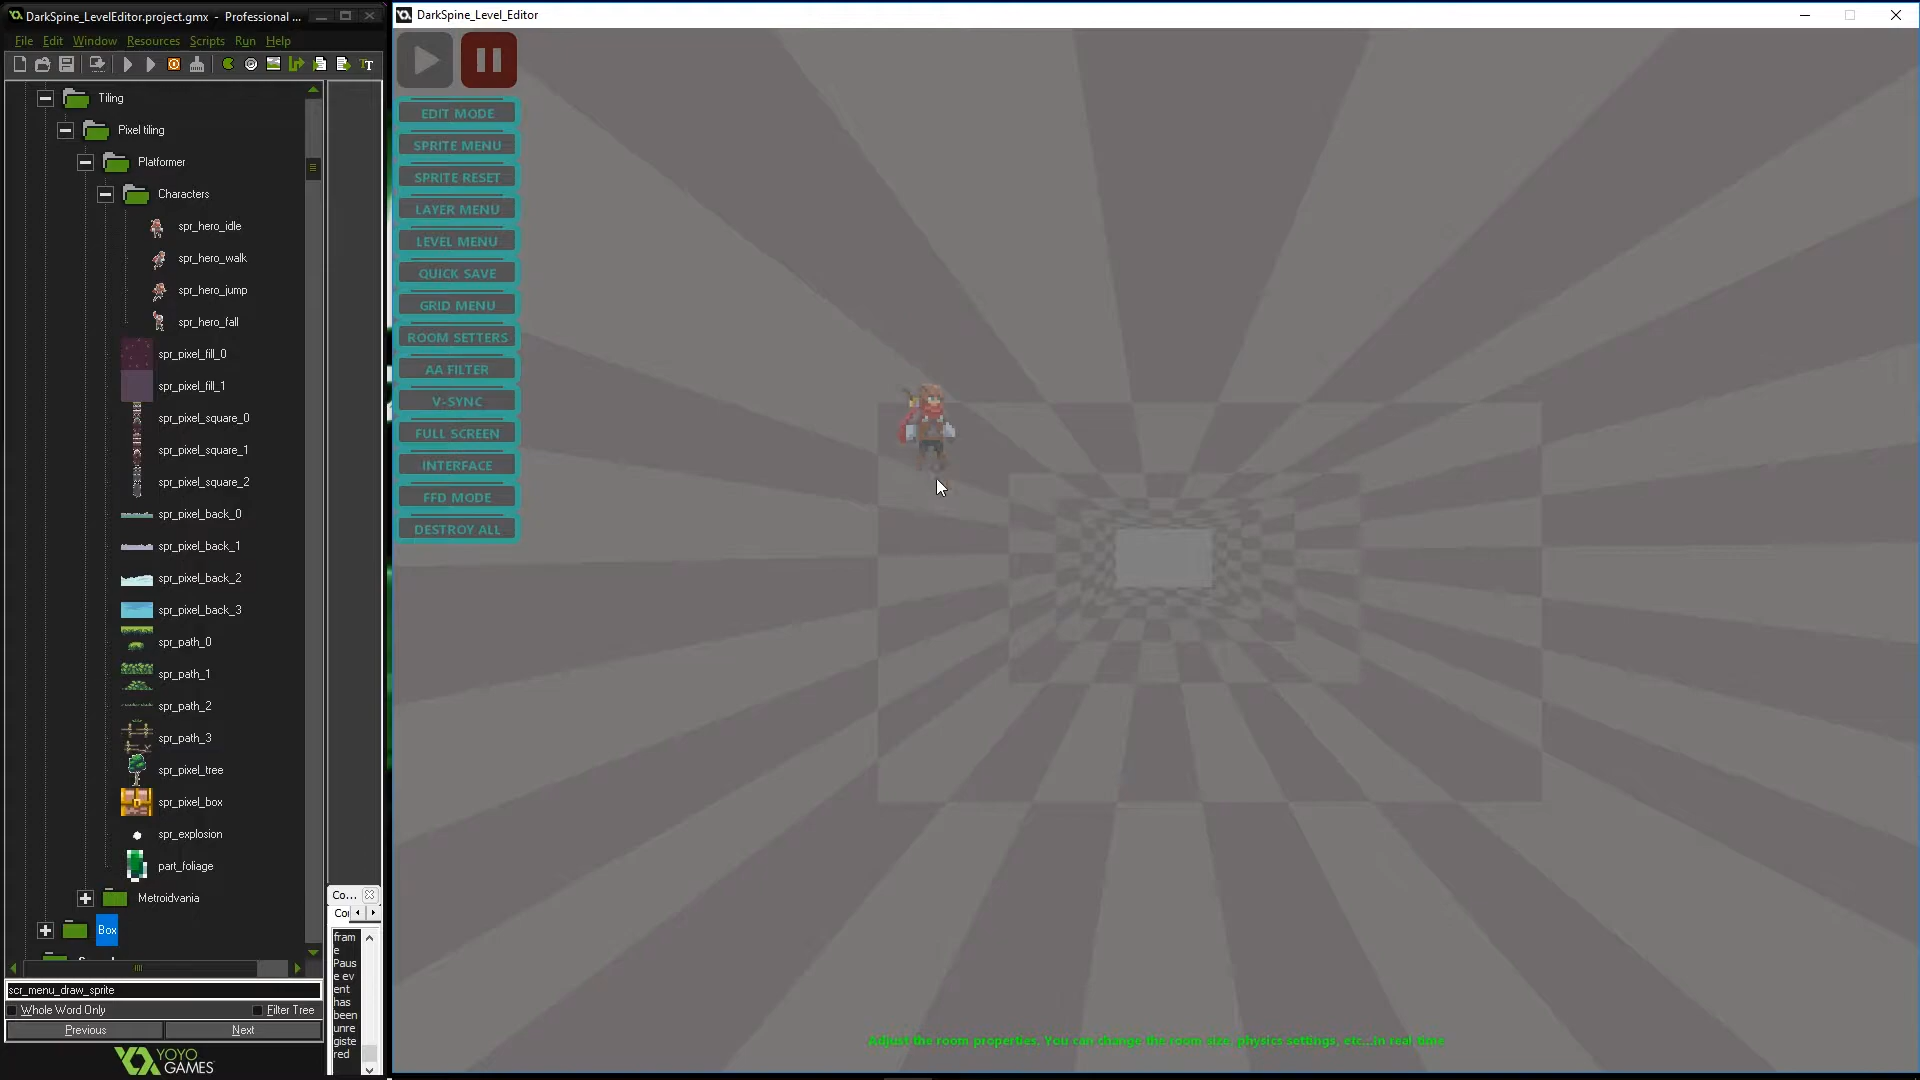 DarkSpine_LevelEditor.project.gmx - Professional ...
File Edit Window Resources Scripts Run Help
Tiling
Pixel tiling
Platformer
Characters
spr_hero_idle
spr_hero_walk
spr_hero_jump
spr_hero_fall
spr_pixel_fill_0
spr_pixel_fill_1
spr_pixel_square_0
spr_pixel_square_1
spr_pixel_square_2
spr_pixel_back_0
spr_pixel_back_1
spr_pixel_back_2
spr_pixel_back_3
spr_path_0
spr_path_1
spr_path_2
spr_path_3
spr_pixel_tree
spr_pixel_box
spr_explosion
part_foliage
Metroidvania
Box
scr_menu_draw_sprite
Whole Word Only Filter Tree
Previous Next
YOYO
GAMES
Co...
fram
e
Paus
e ev
ent
has
been
unre
giste
red
DarkSpine_Level_Editor
EDIT MODE
SPRITE MENU
SPRITE RESET
LAYER MENU
LEVEL MENU
QUICK SAVE
GRID MENU
ROOM SETTERS
AA FILTER
V-SYNC
FULL SCREEN
INTERFACE
FFD MODE
DESTROY ALL
Adjust the room properties. You can change the room size, physics settings, etc...in real time